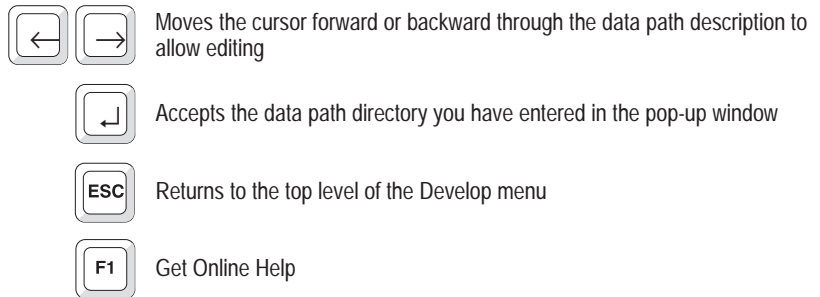 Moves the cursor forward or backward through the data path description to
allow editing
Accepts the data path directory you have entered in the pop-up window
ESC Returns to the top level of the Develop menu
F1 Get Online Help